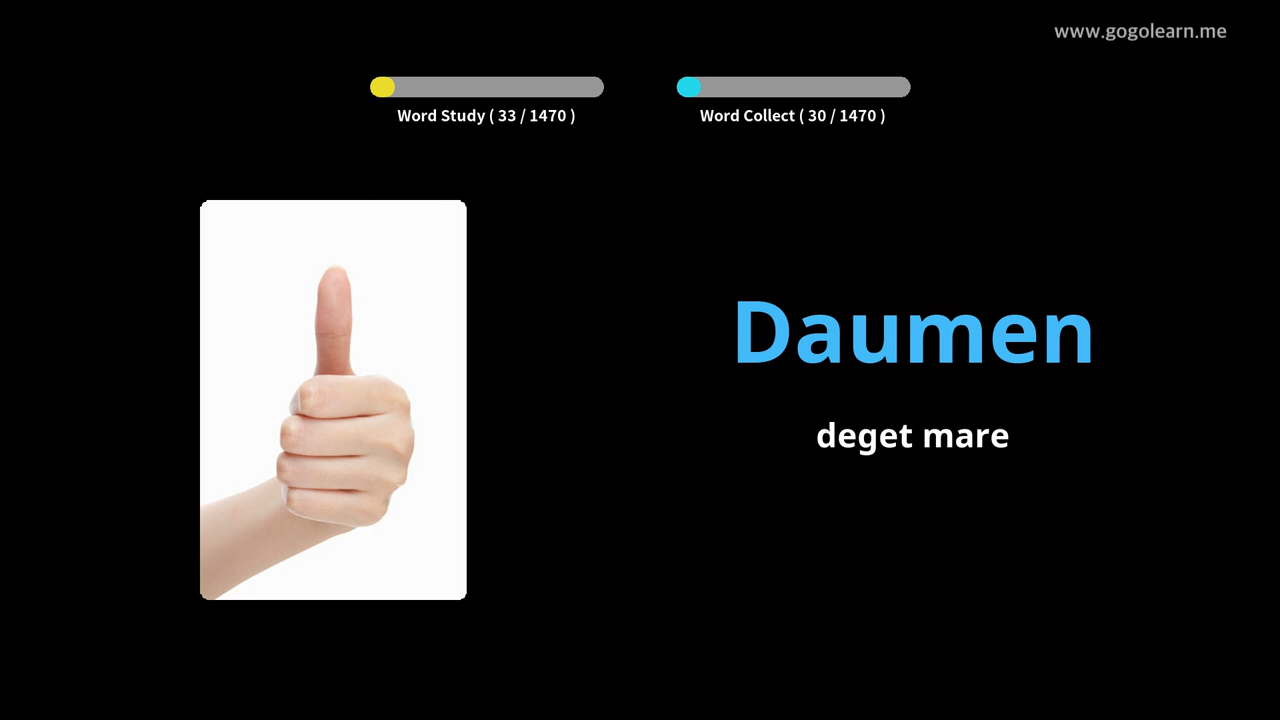 www.gogolearn.me
Word Study ( 33 / 1470 )
Word Collect ( 30 / 1470 )
Daumen
deget mare